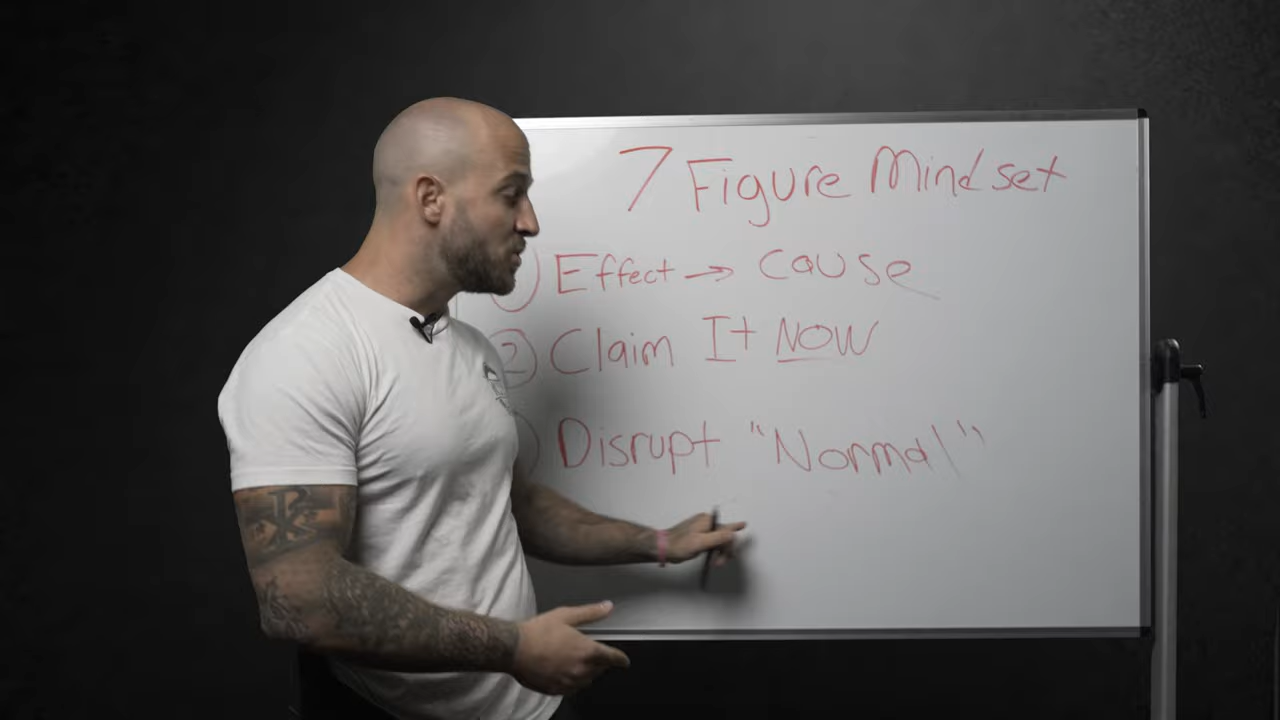 7 Figure Mindset
Effect → Cause
② Claim It NOW
Disrupt "Normal"